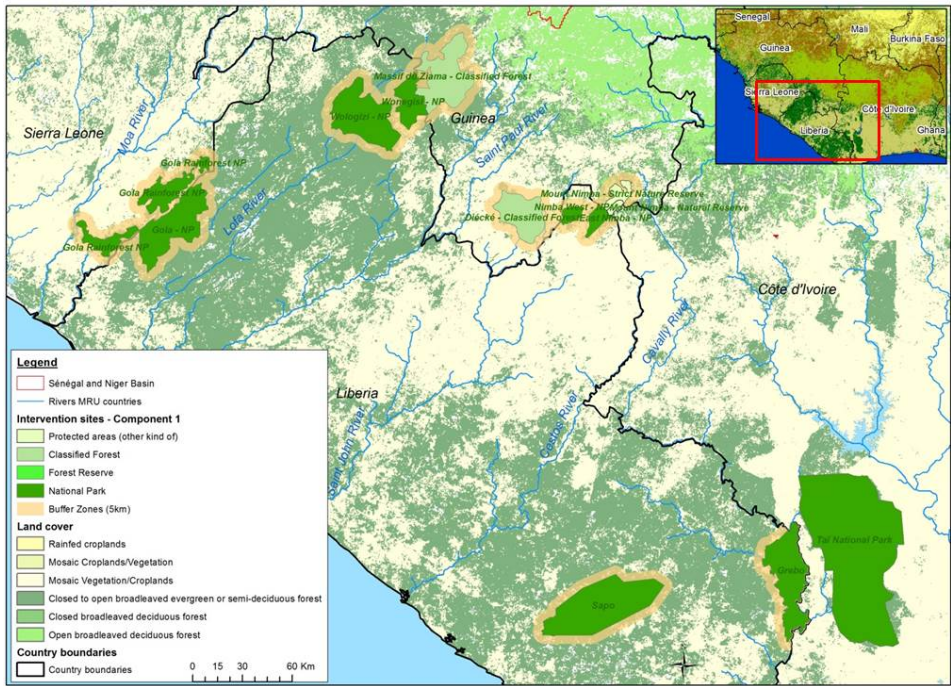 Senegal
Mali
Burkina Faso
Guinea
Sierra Leone
Côte d'Ivoire
Liberia
Ghana
Massif du Ziama - Classified Forest
Wonegisi - NP
Wologizi - NP
Guinea
Moa River
Sierra Leone
Saint Paul River
Gola Rainforest NP
Gola Rainforest NP
Lofa River
Gola - NP
Gola Rainforest NP
Mount Nimba - Strict Nature Reserve
Nimba West - NP
Mount Nimba - Natural Reserve
Diécké - Classified Forest
East Nimba - NP
Côte d'Ivoire
Cavally River
Liberia
Saint John River
Cestos River
Tai National Park
Grebo
Sapo
Legend
Sénégal and Niger Basin
Rivers MRU countries
Intervention sites - Component 1
Protected areas (other kind of)
Classified Forest
Forest Reserve
National Park
Buffer Zones (5km)
Land cover
Rainfed croplands
Mosaic Croplands/Vegetation
Mosaic Vegetation/Croplands
Closed to open broadleaved evergreen or semi-deciduous forest
Closed broadleaved deciduous forest
Open broadleaved deciduous forest
Country boundaries
Country boundaries
0 15 30 60 Km